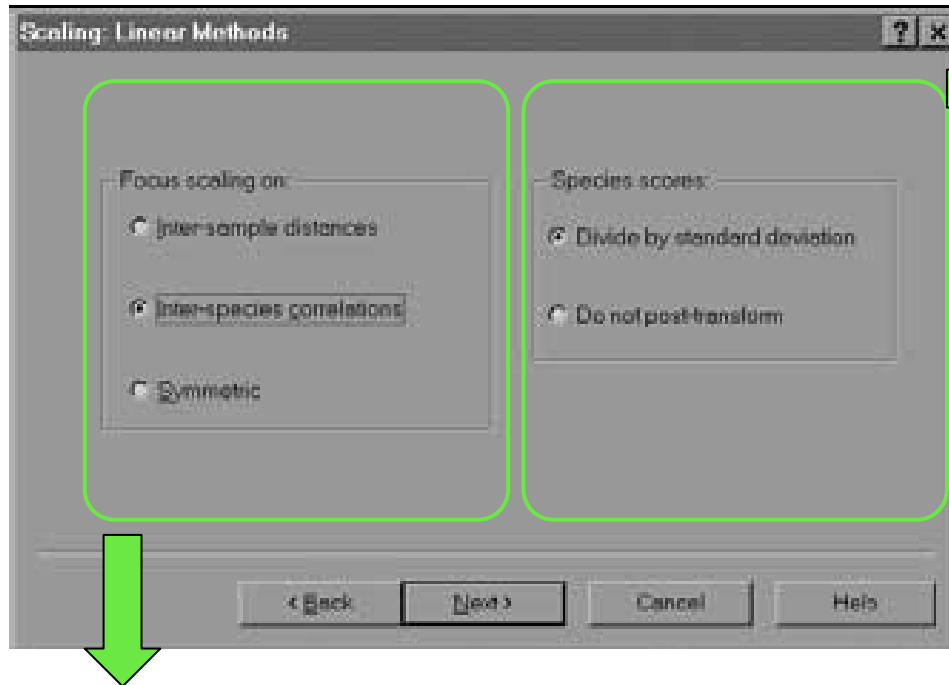 Scaling: Linear Methods
? x
Focus scaling on:
Inter-sample distances
Inter-species correlations
Symmetric
Species scores:
Divide by standard deviation
Do not post-transform
< Back
Next >
Cancel
Help